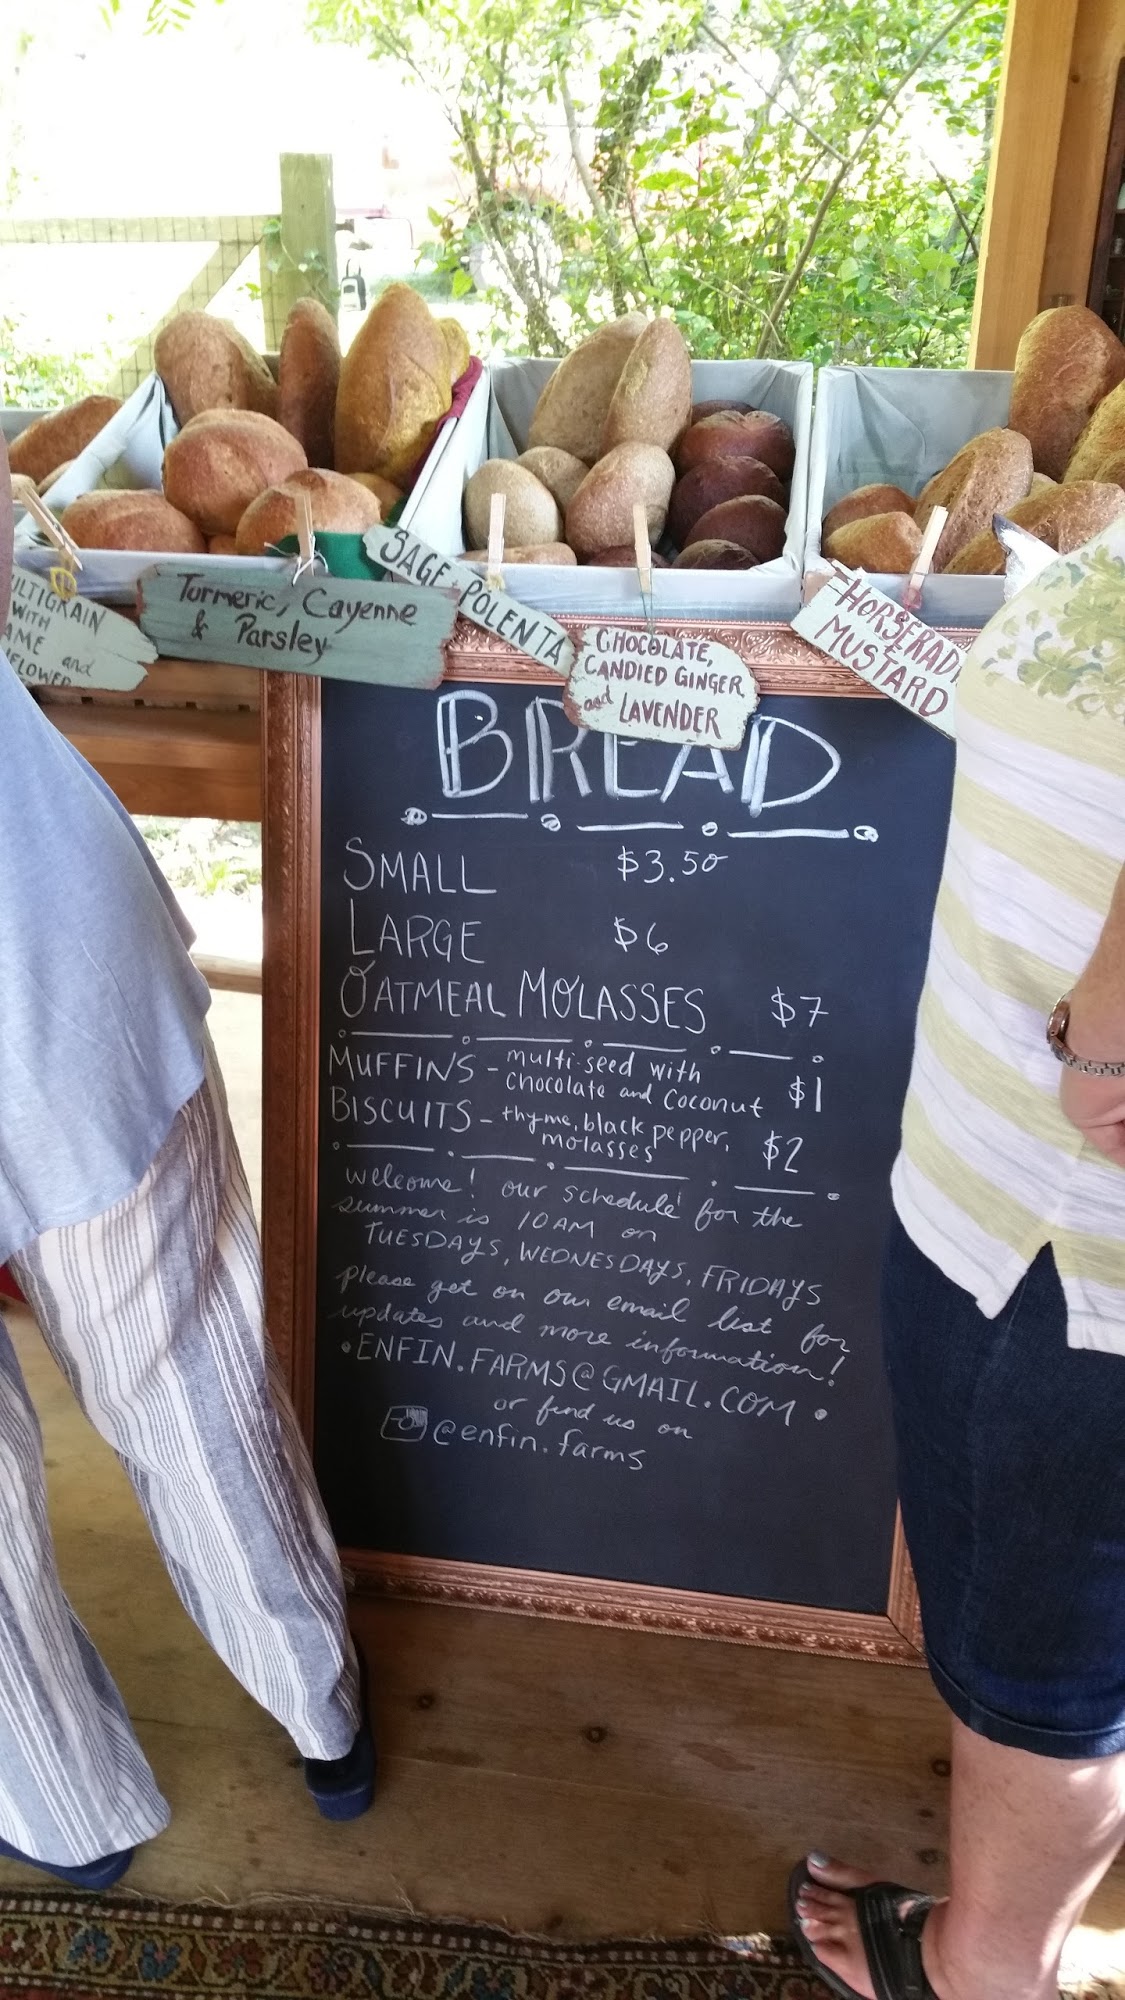 WITH
and
Turmeric, Cayenne
& Parsley
SAGE + POLENTA
CHOCOLATE,
CANDIED GINGER
and LAVENDER
MUSTARD
BREAD
SMALL $3.50
LARGE $6
OATMEAL MOLASSES $7
MUFFINS - multi-seed with
chocolate and coconut $1
BISCUITS - thyme, black pepper,
molasses $2
welcome! our schedule for the
summer is 10AM on
TUESDAYS, WEDNESDAYS, FRIDAYS
please get on our email list for
updates and more information!
• ENFIN.FARMS@GMAIL.COM •
or find us on
@enfin.farms